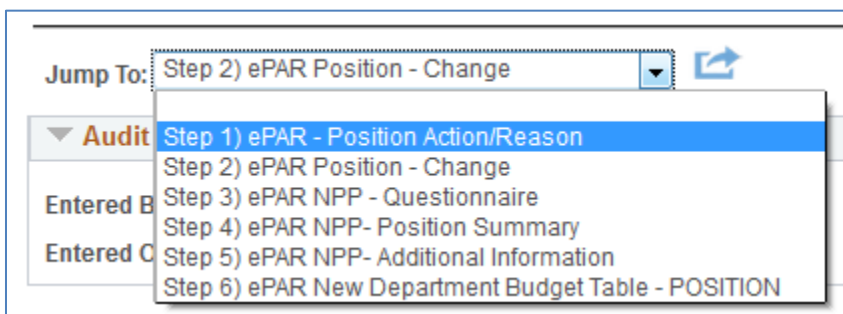 Jump To: Step 2) ePAR Position - Change
Audit
Step 1) ePAR - Position Action/Reason
Step 2) ePAR Position - Change
Entered B
Step 3) ePAR NPP - Questionnaire
Step 4) ePAR NPP- Position Summary
Entered C
Step 5) ePAR NPP- Additional Information
Step 6) ePAR New Department Budget Table - POSITION